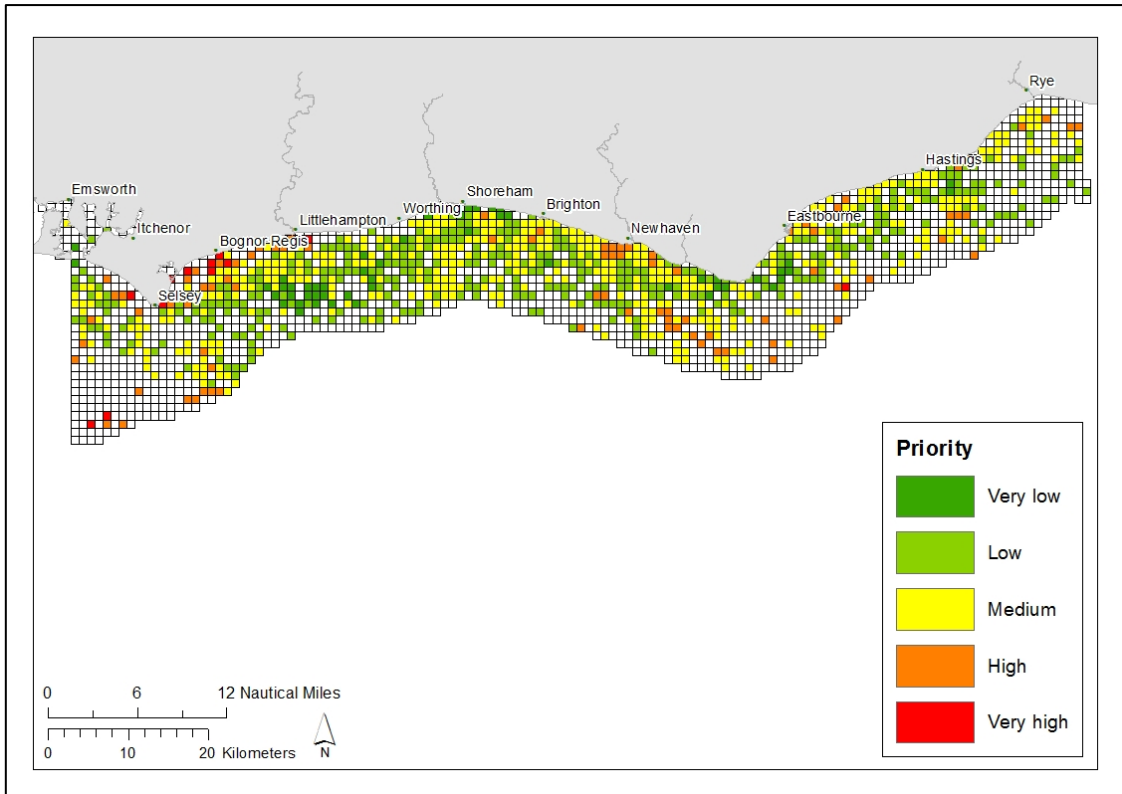 Rye
Hastings
Emsworth
Shoreham
Itchenor
Worthing
Brighton
Littlehampton
Eastbourne
Newhaven
Bognor Regis
Selsey
Priority
Very low
Low
Medium
High
Very high
0 6 12 Nautical Miles
0 10 20 Kilometers
N